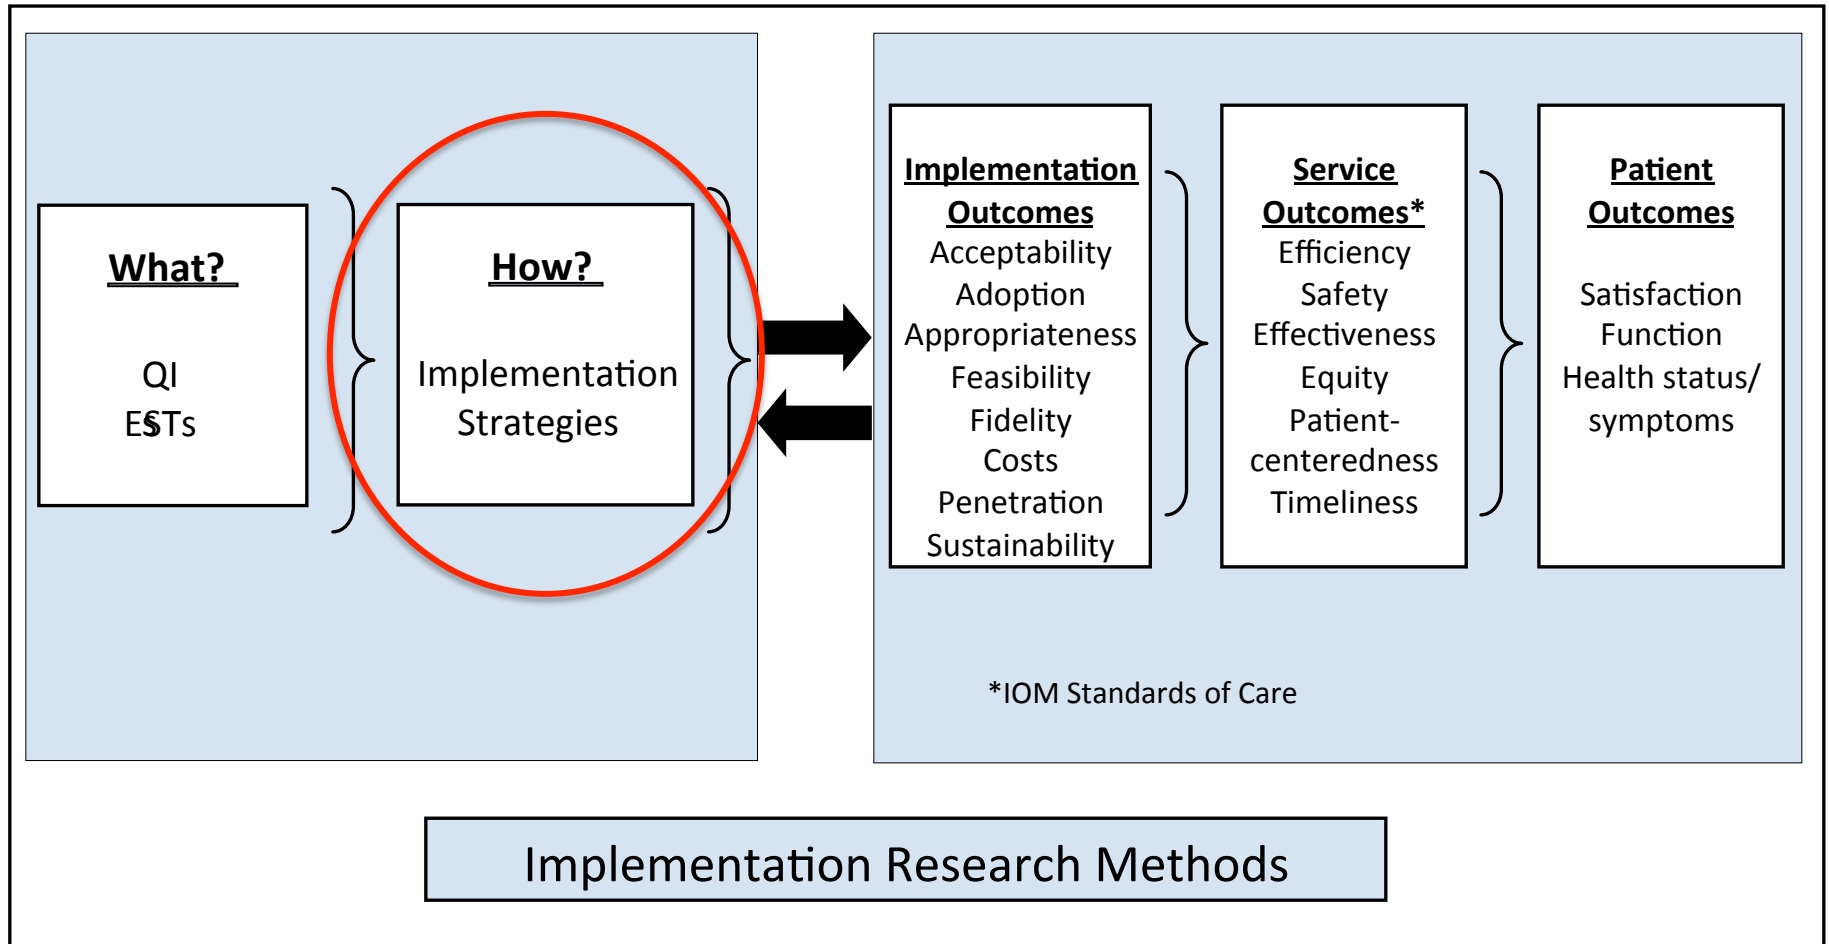 What?
QI
ESTs
How?
Implementation
Strategies
Implementation
Outcomes
Acceptability
Adoption
Appropriateness
Feasibility
Fidelity
Costs
Penetration
Sustainability
Service
Outcomes*
Efficiency
Safety
Effectiveness
Equity
Patient-
centeredness
Timeliness
Patient
Outcomes
Satisfaction
Function
Health status/
symptoms
*IOM Standards of Care
Implementation Research Methods